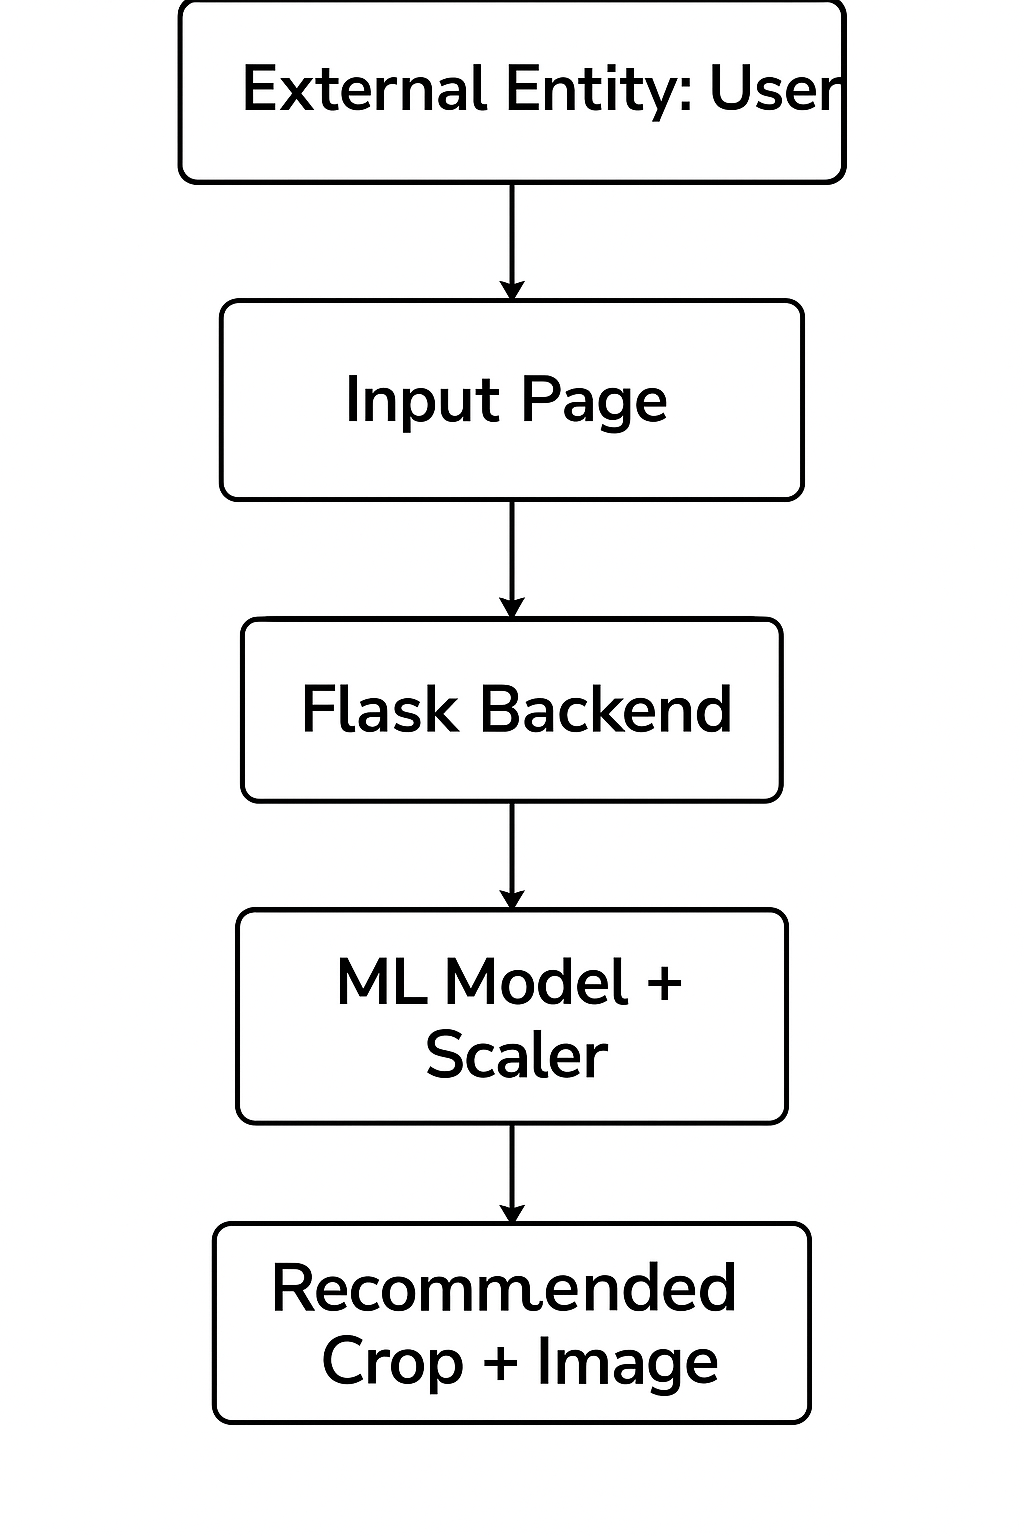 External Entity: User
Input Page
Flask Backend
ML Model +
Scaler
Recommended
Crop + Image